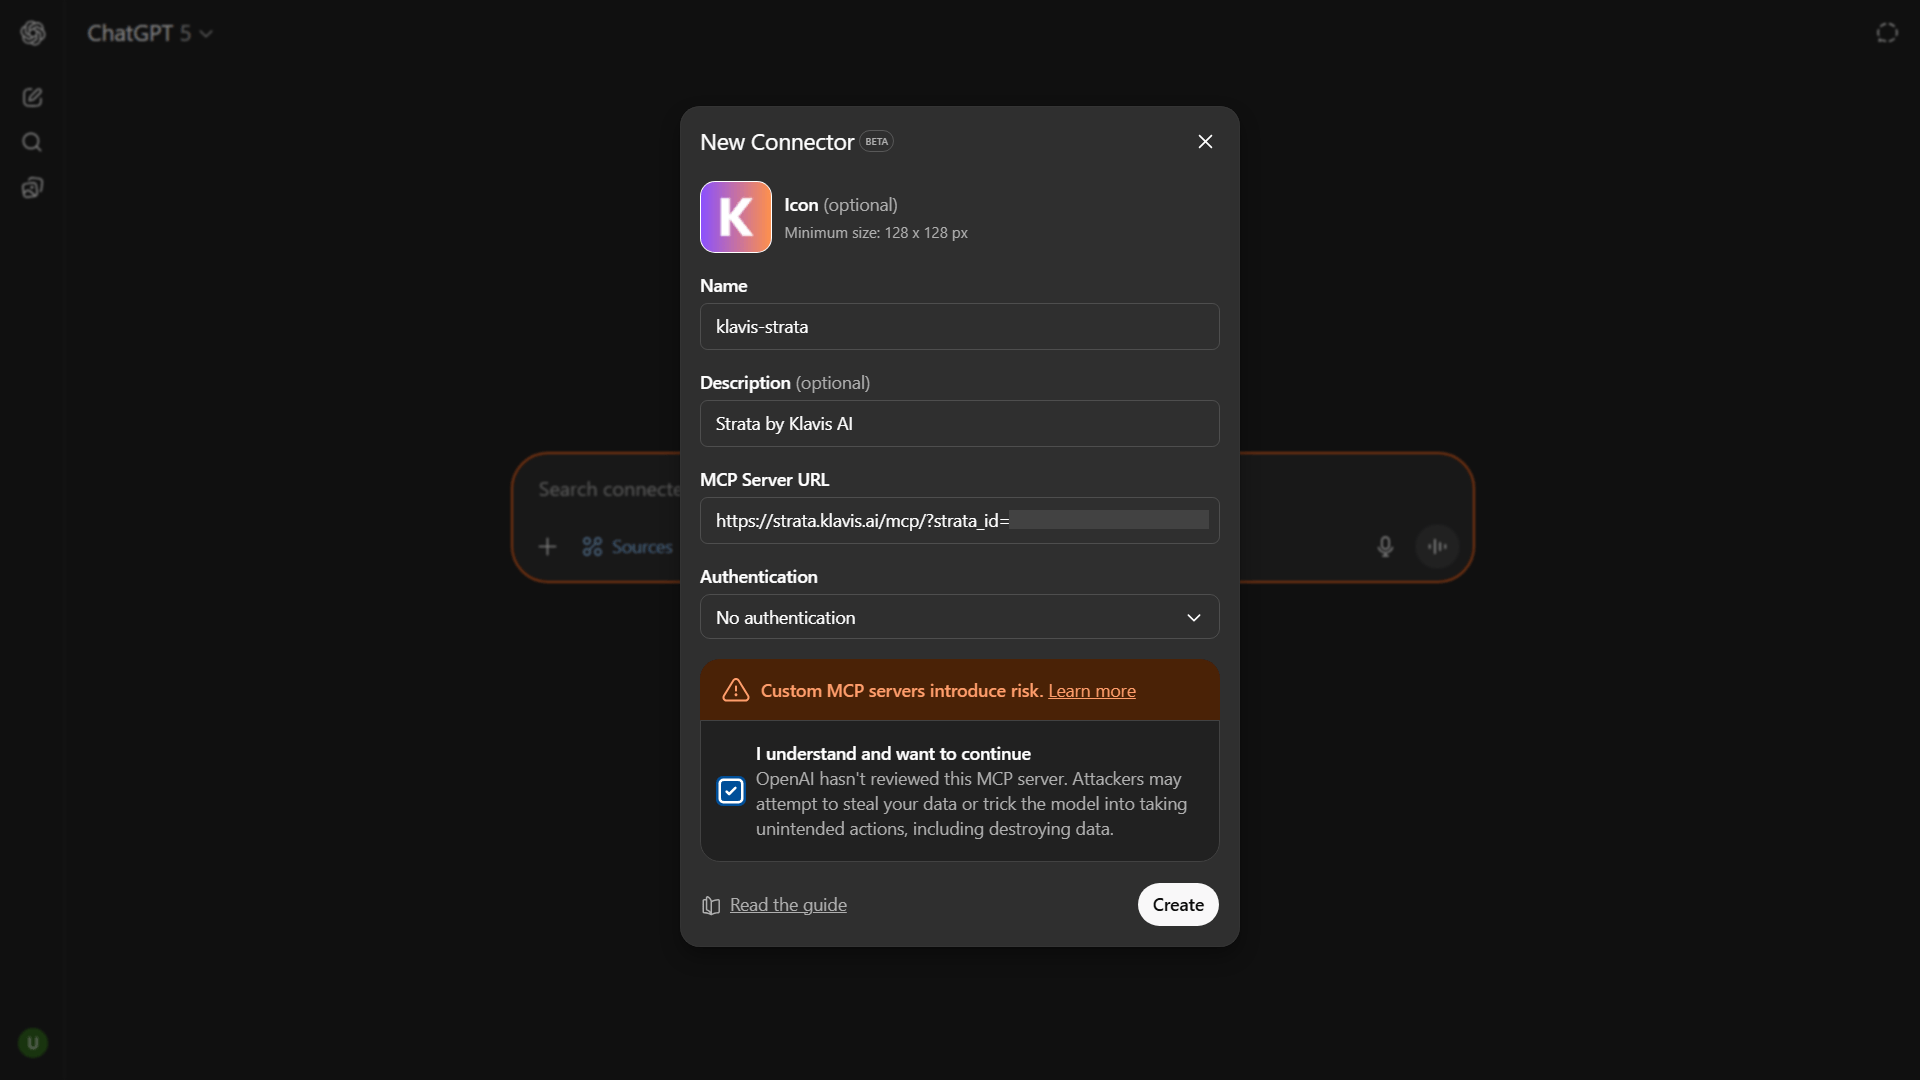 ChatGPT 5
New Connector BETA
K
Icon (optional)
Minimum size: 128 x 128 px
Name
klavis-strata
Description (optional)
Strata by Klavis AI
MCP Server URL
https://strata.klavis.ai/mcp/?strata_id=
Search connecte
Sources
Authentication
No authentication
Custom MCP servers introduce risk. Learn more
I understand and want to continue
OpenAI hasn't reviewed this MCP server. Attackers may
attempt to steal your data or trick the model into taking
unintended actions, including destroying data.
Read the guide
Create
U